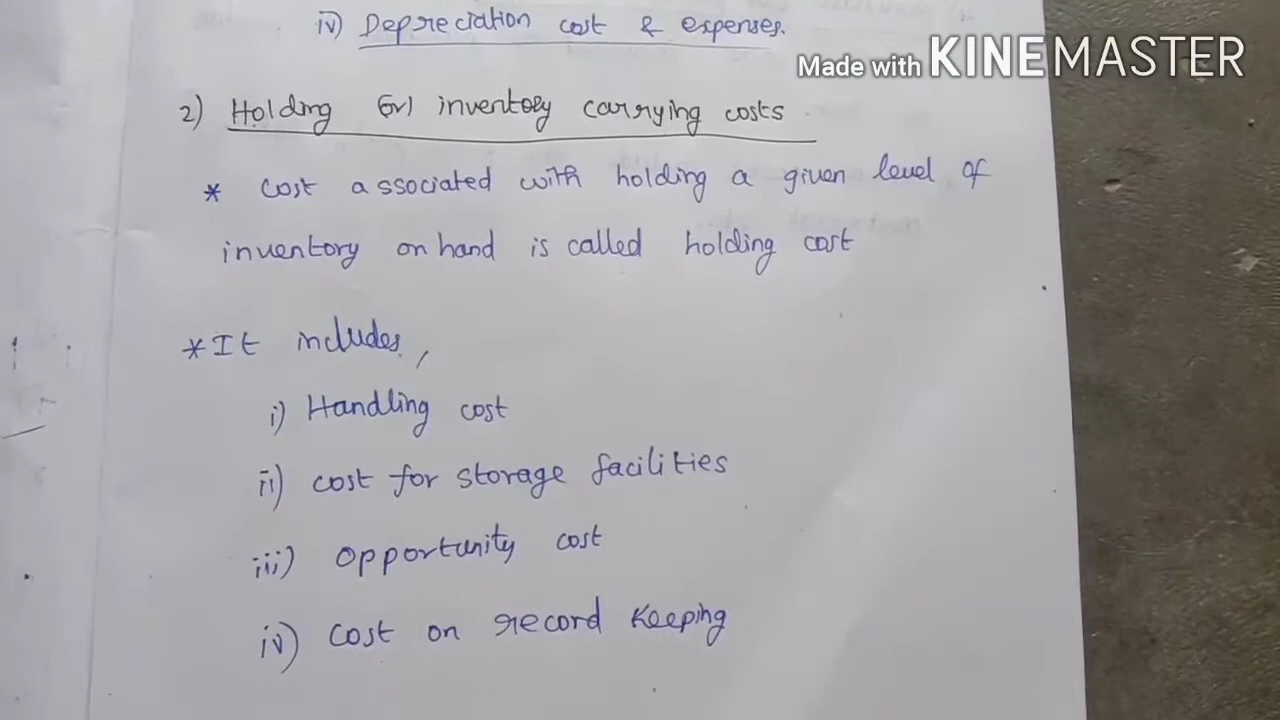 iv) Depreciation cost & expenses.
Made with KINEMASTER
2) Holding (or) inventory carrying costs
* Cost associated with holding a given level of
inventory on hand is called holding cost
* It includes,
i) Handling cost
ii) cost for storage facilities
iii) opportunity cost
iv) cost on record keeping